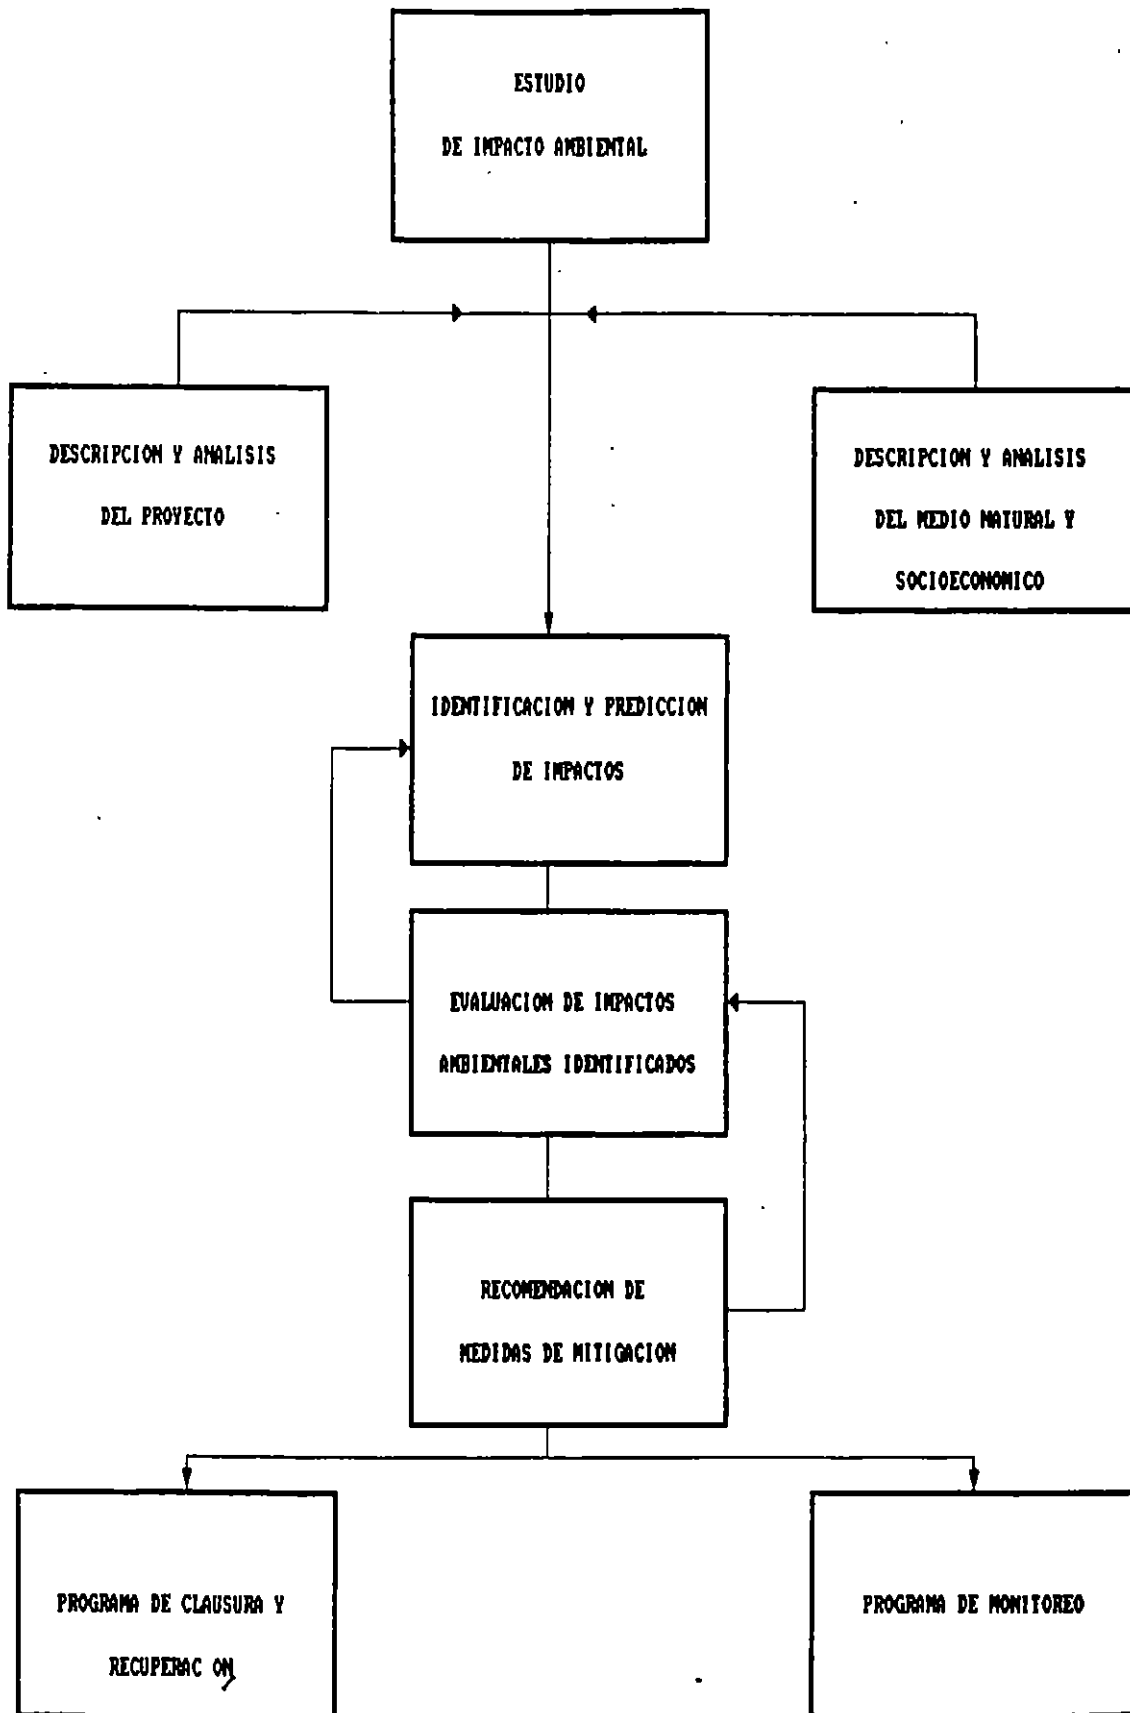 ESTUDIO
DE IMPACTO AMBIENTAL
DESCRIPCION Y ANALISIS
DEL PROYECTO
DESCRIPCION Y ANALISIS
DEL MEDIO NATURAL Y
SOCIOECONOMICO
IDENTIFICACION Y PREDICCION
DE IMPACTOS
EVALUACION DE IMPACTOS
AMBIENTALES IDENTIFICADOS
RECOMENDACION DE
MEDIDAS DE MITIGACION
PROGRAMA DE CLAUSURA Y
RECUPERAC ON
PROGRAMA DE MONITOREO